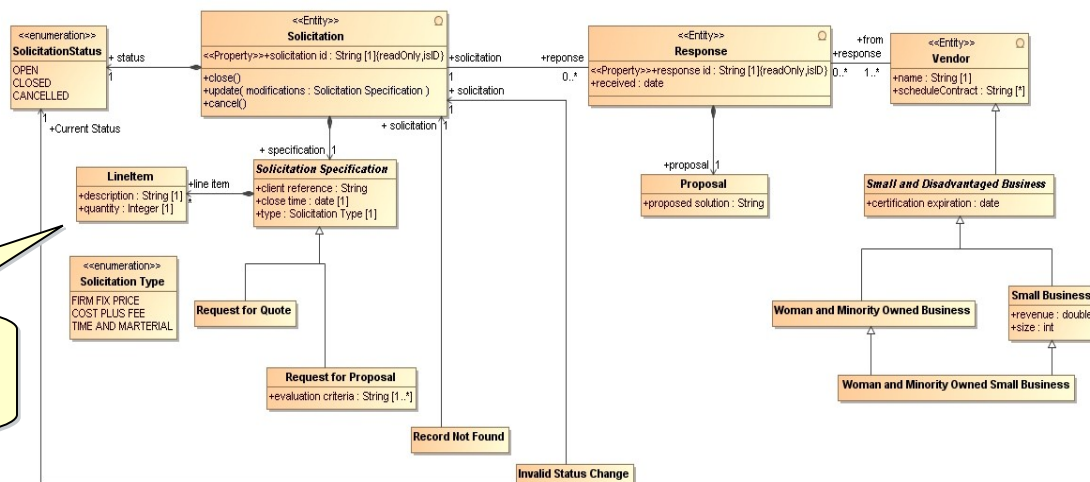 <<enumeration>>
SolicitationStatus
OPEN
CLOSED
CANCELLED
+ status
1
1
+Current Status
<<Entity>>
Solicitation
<<Property>>+solicitation id : String [1]{readOnly,isID}
+close()
+update( modifications : Solicitation Specification )
+cancel()
+solicitation
1
+reponse
0..*
+ solicitation
1
+ solicitation
1
<<Entity>>
Response
<<Property>>+response id : String [1]{readOnly,isID}
+received : date
+from
+response
0..*
1..*
<<Entity>>
Vendor
+name : String [1]
+scheduleContract : String [*]
+ specification
1
LineItem
+description : String [1]
+quantity : Integer [1]
+line item
*
Solicitation Specification
+client reference : String
+close time : date [1]
+type : Solicitation Type [1]
+proposal
1
Proposal
+proposed solution : String
Small and Disadvantaged Business
+certification expiration : date
<<enumeration>>
Solicitation Type
FIRM FIX PRICE
COST PLUS FEE
TIME AND MARTERIAL
Request for Quote
Request for Proposal
+evaluation criteria : String [1..*]
Woman and Minority Owned Business
Small Business
+revenue : double
+size : int
Woman and Minority Owned Small Business
Record Not Found
Invalid Status Change